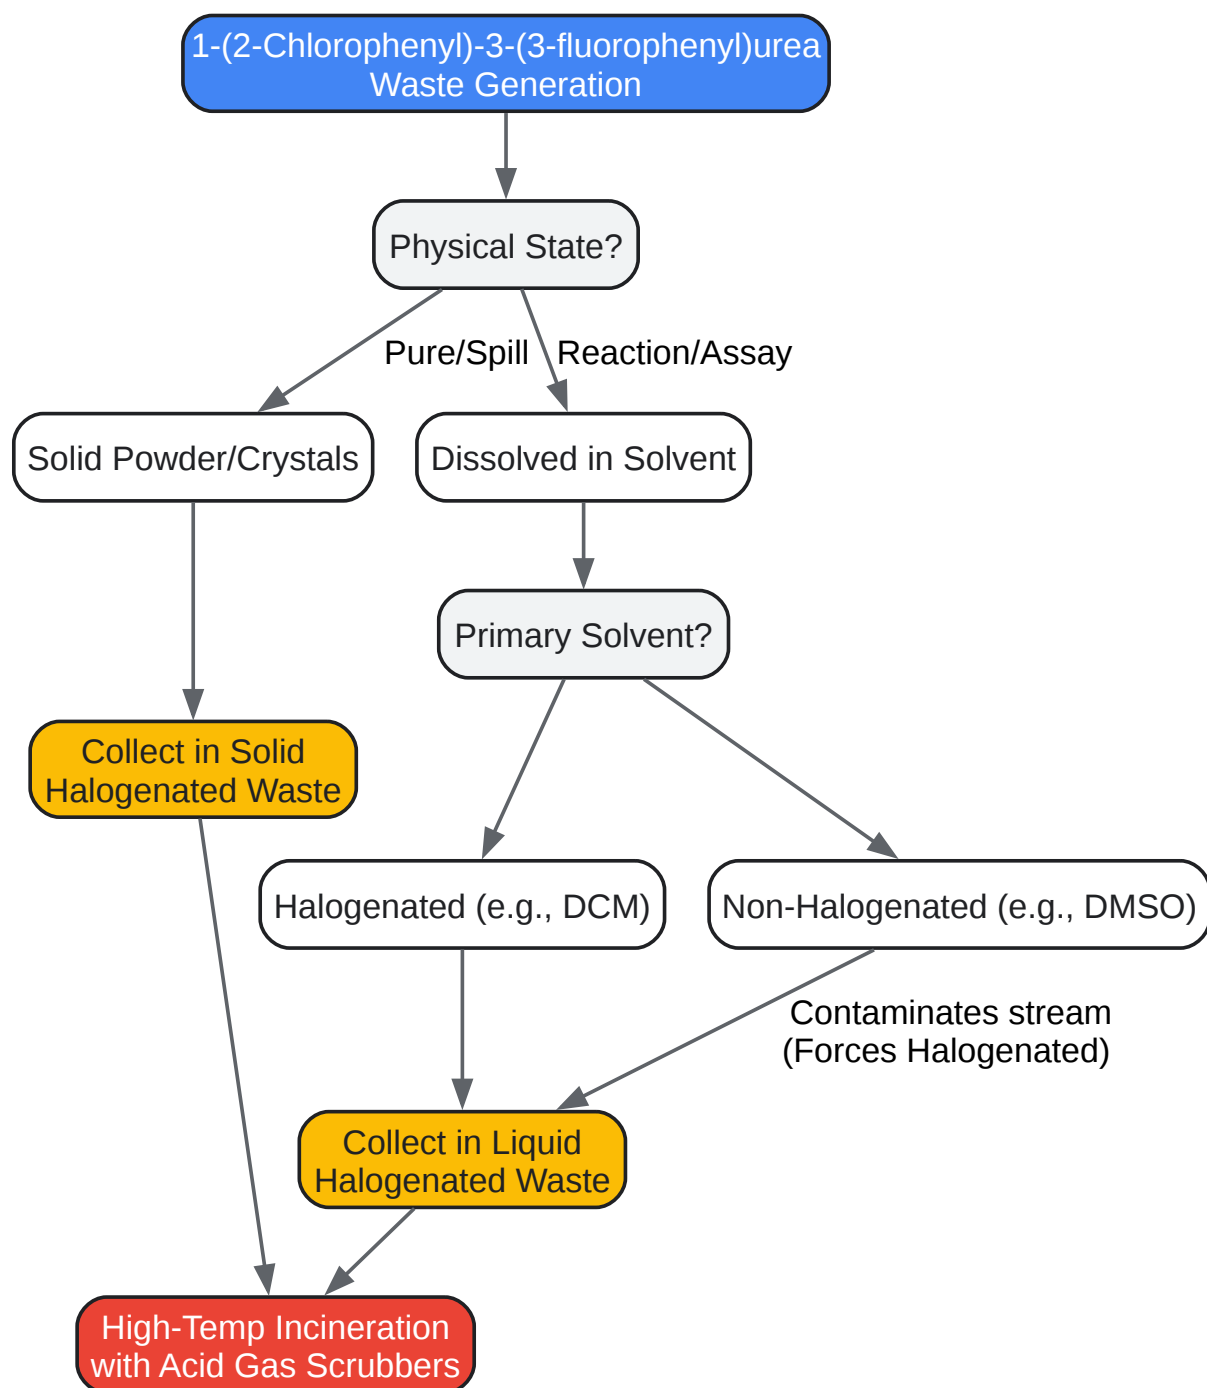 1-(2-Chlorophenyl)-3-(3-fluorophenyl)urea
Waste Generation
Physical State?
Pure/Spill
Reaction/Assay
Solid Powder/Crystals
Dissolved in Solvent
Primary Solvent?
Collect in Solid
Halogenated Waste
Halogenated (e.g., DCM)
Non-Halogenated (e.g., DMSO)
Contaminates stream
(Forces Halogenated)
Collect in Liquid
Halogenated Waste
High-Temp Incineration
with Acid Gas Scrubbers